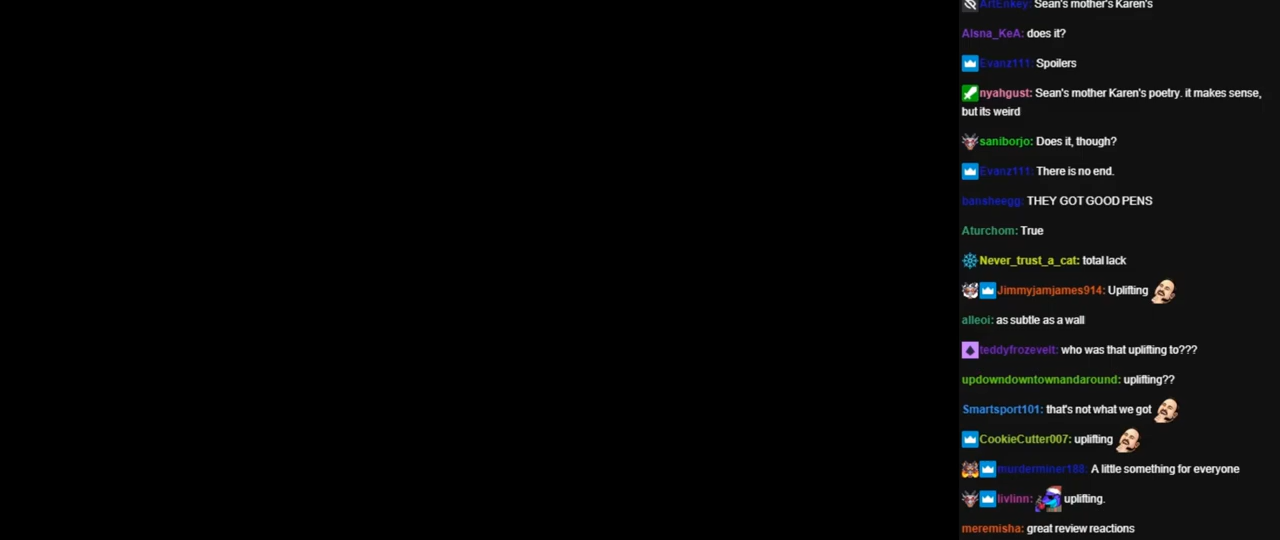 ArtEnkey: Sean's mother's Karen's
Alsna_KeA: does it?
Evanz111: Spoilers
nyahgust: Sean's mother Karen's poetry. it makes sense,
but its weird
saniborjo: Does it, though?
Evanz111: There is no end.
bansheegg: THEY GOT GOOD PENS
Aturchom: True
Never_trust_a_cat: total lack
Jimmyjamjames914: Uplifting
alleoi: as subtle as a wall
teddyfrozevelt: who was that uplifting to???
updowndowntownandaround: uplifting??
Smartsport101: that's not what we got
CookieCutter007: uplifting
murderminer188: A little something for everyone
livlinn: uplifting.
meremisha: great review reactions